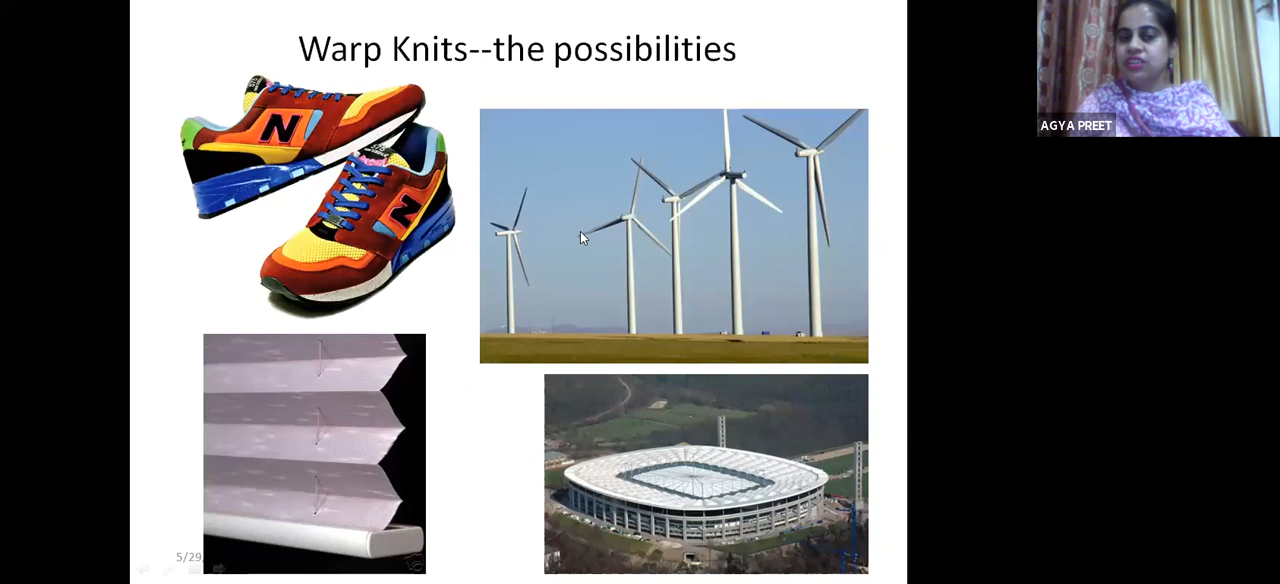 Warp Knits--the possibilities
AGYA PREET
N
N
5/29/